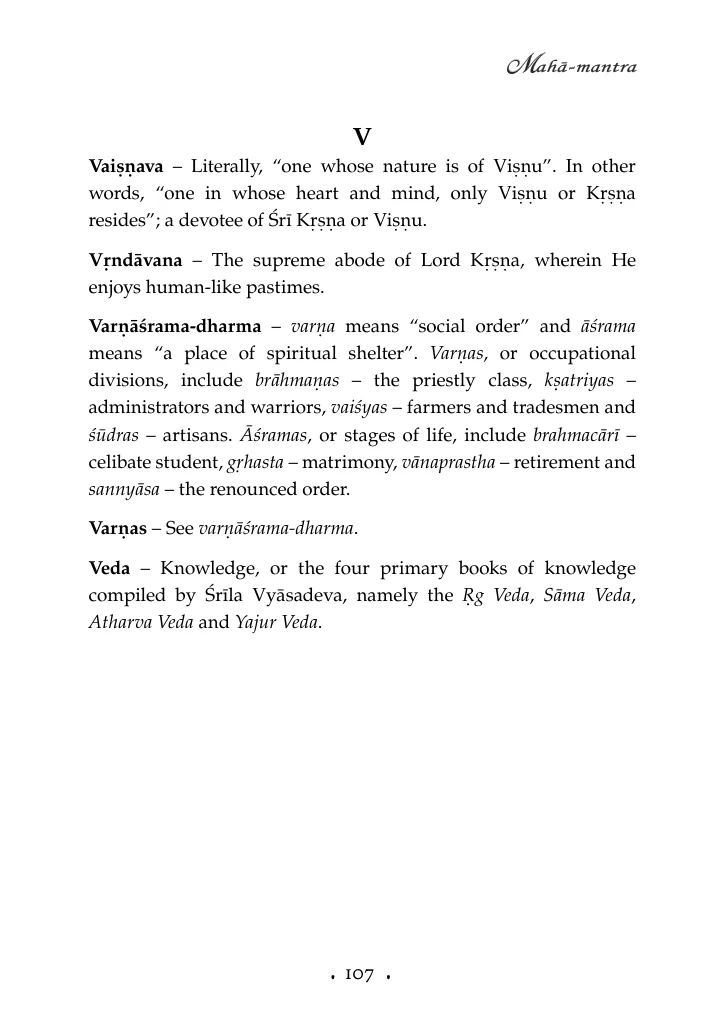 Mahā-mantra
V
Vaiṣṇava – Literally, “one whose nature is of Viṣṇu”. In other
words, “one in whose heart and mind, only Viṣṇu or Kṛṣṇa
resides”; a devotee of Śrī Kṛṣṇa or Viṣṇu.
Vṛndāvana – The supreme abode of Lord Kṛṣṇa, wherein He
enjoys human-like pastimes.
Varṇāśrama-dharma – varṇa means “social order” and āśrama
means “a place of spiritual shelter”. Varṇas, or occupational
divisions, include brāhmaṇas – the priestly class, kṣatriyas –
administrators and warriors, vaiśyas – farmers and tradesmen and
śūdras – artisans. Āśramas, or stages of life, include brahmacārī –
celibate student, gṛhasta – matrimony, vānaprastha – retirement and
sannyāsa – the renounced order.
Varṇas – See varṇāśrama-dharma.
Veda – Knowledge, or the four primary books of knowledge
compiled by Śrīla Vyāsadeva, namely the Ṛg Veda, Sāma Veda,
Atharva Veda and Yajur Veda.
• 107 •